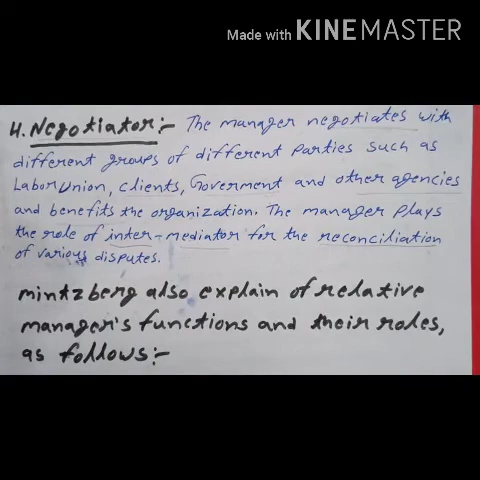 Made with KINEMASTER
4. Negotiator:- The manager negotiates with
different groups of different Parties such as
Labor Union, clients, Goverment and other agencies
and benefits the organization. The manager plays
the role of inter-mediator for the reconciliation
of various disputes.
mintzberg also explain of relative
manager's functions and their roles,
as follows:-